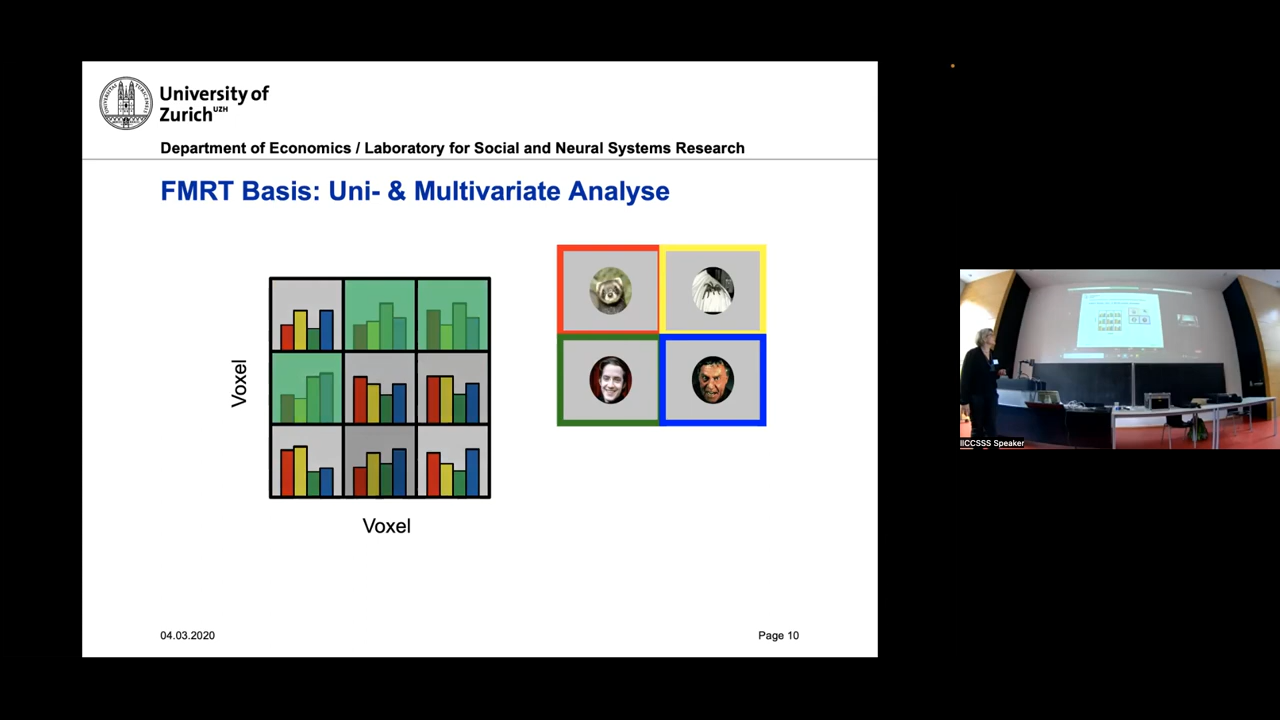 University of
Zurich UZH
Department of Economics / Laboratory for Social and Neural Systems Research
FMRT Basis: Uni- & Multivariate Analyse
Voxel
Voxel
04.03.2020
Page 10
IICCSSS Speaker